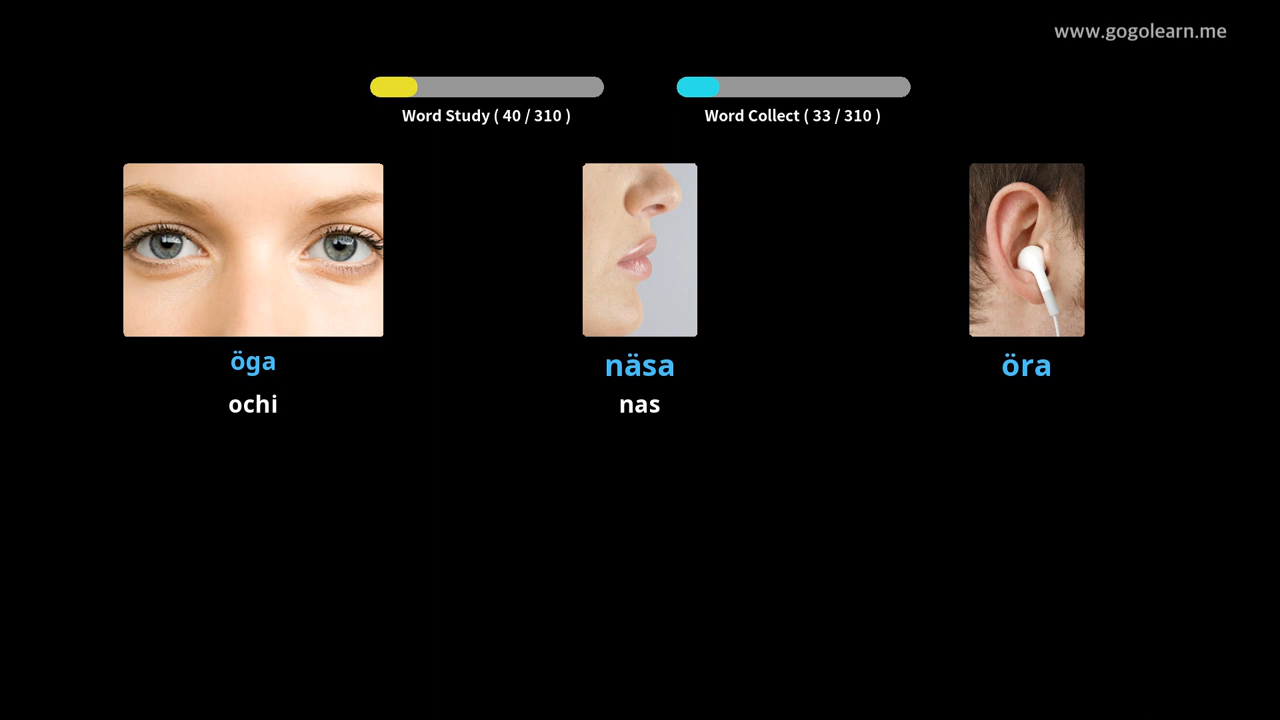 www.gogolearn.me
Word Study ( 40 / 310 )
Word Collect ( 33 / 310 )
öga
näsa
öra
ochi
nas